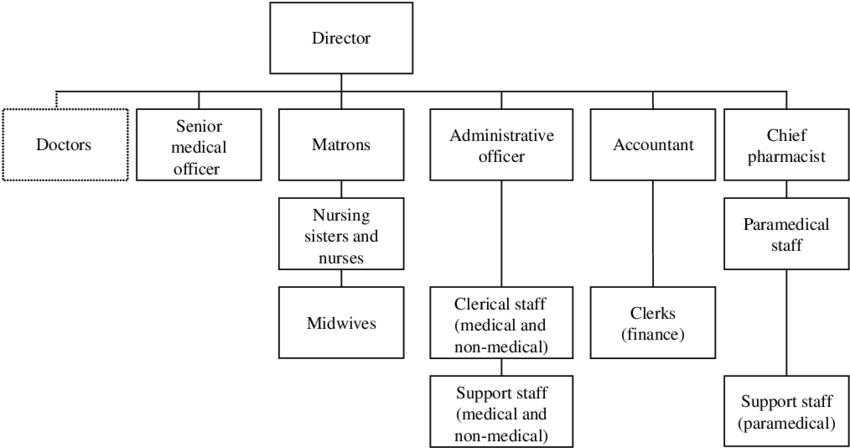 Director
Doctors
Senior
medical
officer
Matrons
Administrative
officer
Accountant
Chief
pharmacist
Nursing
sisters and
nurses
Paramedical
staff
Midwives
Clerical staff
(medical and
non-medical)
Clerks
(finance)
Support staff
(medical and
non-medical)
Support staff
(paramedical)